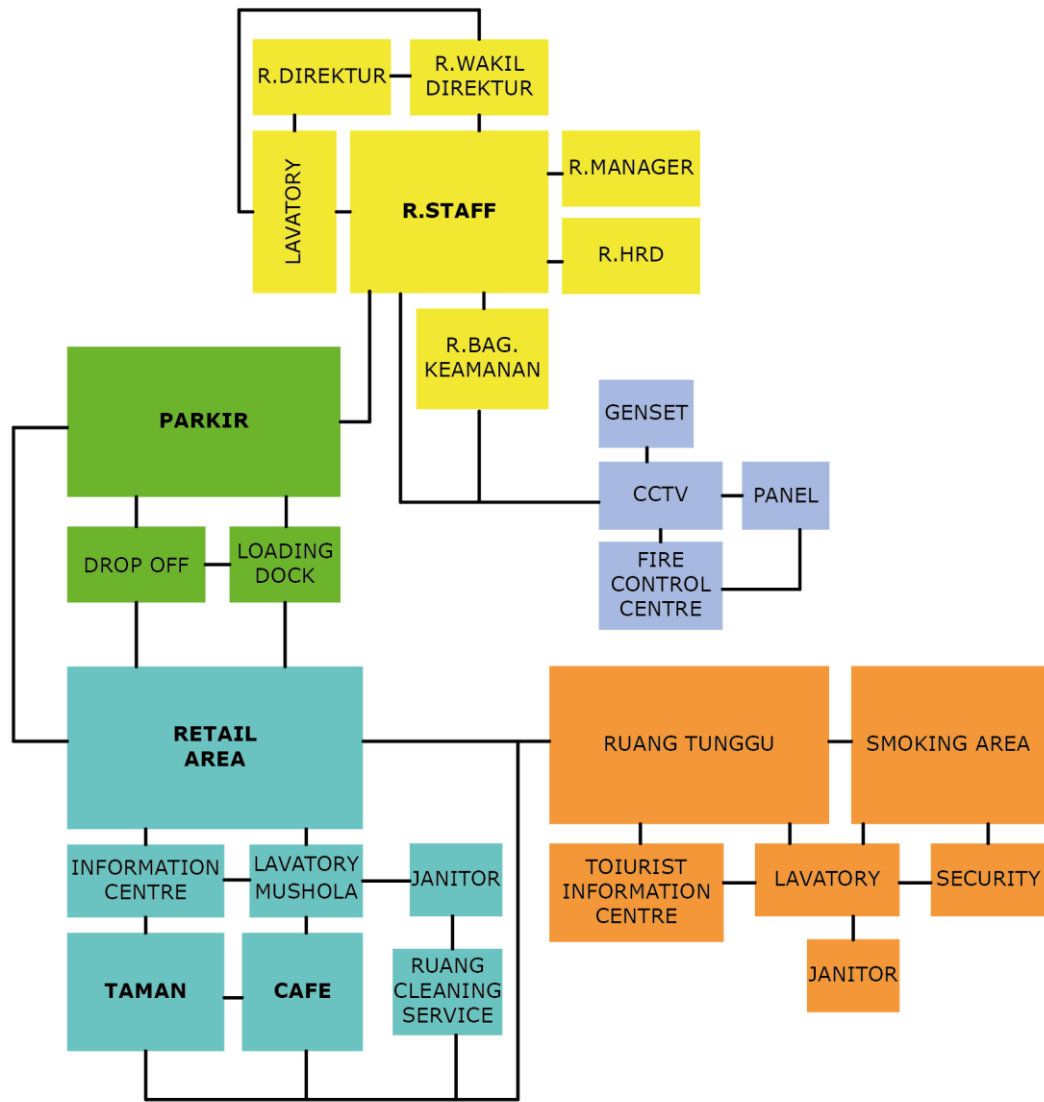 R.DIREKTUR
R.WAKIL
DIREKTUR
LAVATORY
R.STAFF
R.MANAGER
R.HRD
R.BAG.
KEAMANAN
PARKIR
DROP OFF
LOADING
DOCK
GENSET
CCTV
PANEL
FIRE
CONTROL
CENTRE
RETAIL
AREA
RUANG TUNGGU
SMOKING AREA
INFORMATION
CENTRE
LAVATORY
MUSHOLA
JANITOR
TOIURIST
INFORMATION
CENTRE
LAVATORY
SECURITY
TAMAN
CAFE
RUANG
CLEANING
SERVICE
JANITOR